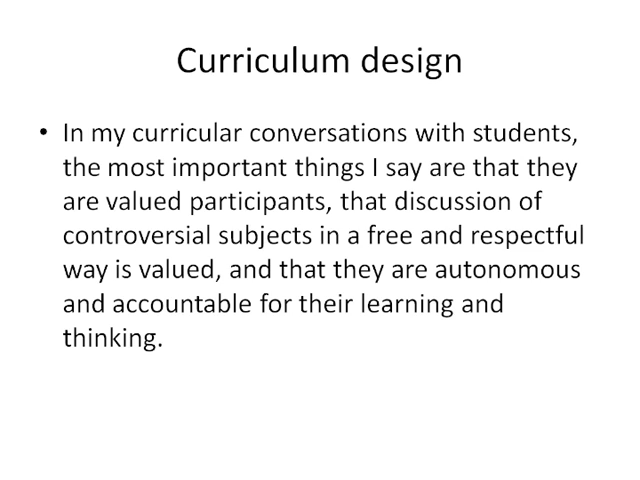 Curriculum design
• In my curricular conversations with students,
the most important things I say are that they
are valued participants, that discussion of
controversial subjects in a free and respectful
way is valued, and that they are autonomous
and accountable for their learning and
thinking.